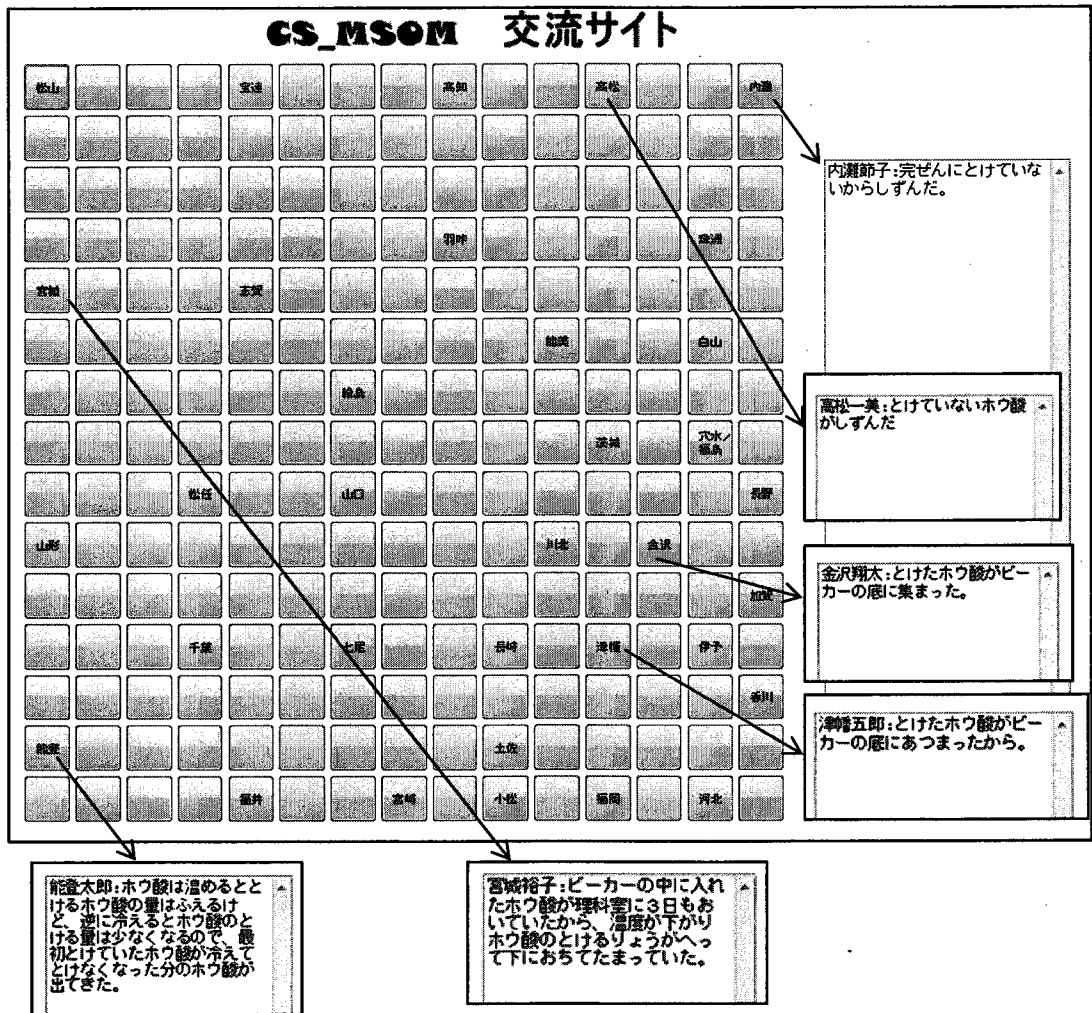 CS_MSOM 交流サイト
松山 宝達 高知 高松 内灘
羽咋 珠洲
宮城 志賀
能美 白山
輪島
茨城 穴水/
福島
松任 山口 長野
山形 川北 金沢
加賀
千葉 七尾 長崎 津幡 伊予
香川
能登 土佐
福井 宮崎 小松 福岡 河北
内灘節子:完ぜんにとけていな
いからしずんだ。
高松一美:とけていないホウ酸
がしずんだ
金沢翔太:とけたホウ酸がビー
カーの底に集まった。
津幡五郎:とけたホウ酸がビー
カーの底にあつまったから。
能登太郎:ホウ酸は温めるとと
けるホウ酸の量はふえるけ
ど、逆に冷えるとホウ酸のと
ける量は少なくなるので、最
初とけていたホウ酸が冷えて
とけなくなった分のホウ酸が
出てきた。
宮城裕子:ビーカーの中に入れ
たホウ酸が理科室に3日もお
いていたから、温度が下がり
ホウ酸のとけるりょうがへっ
て下におちてたまっていた。